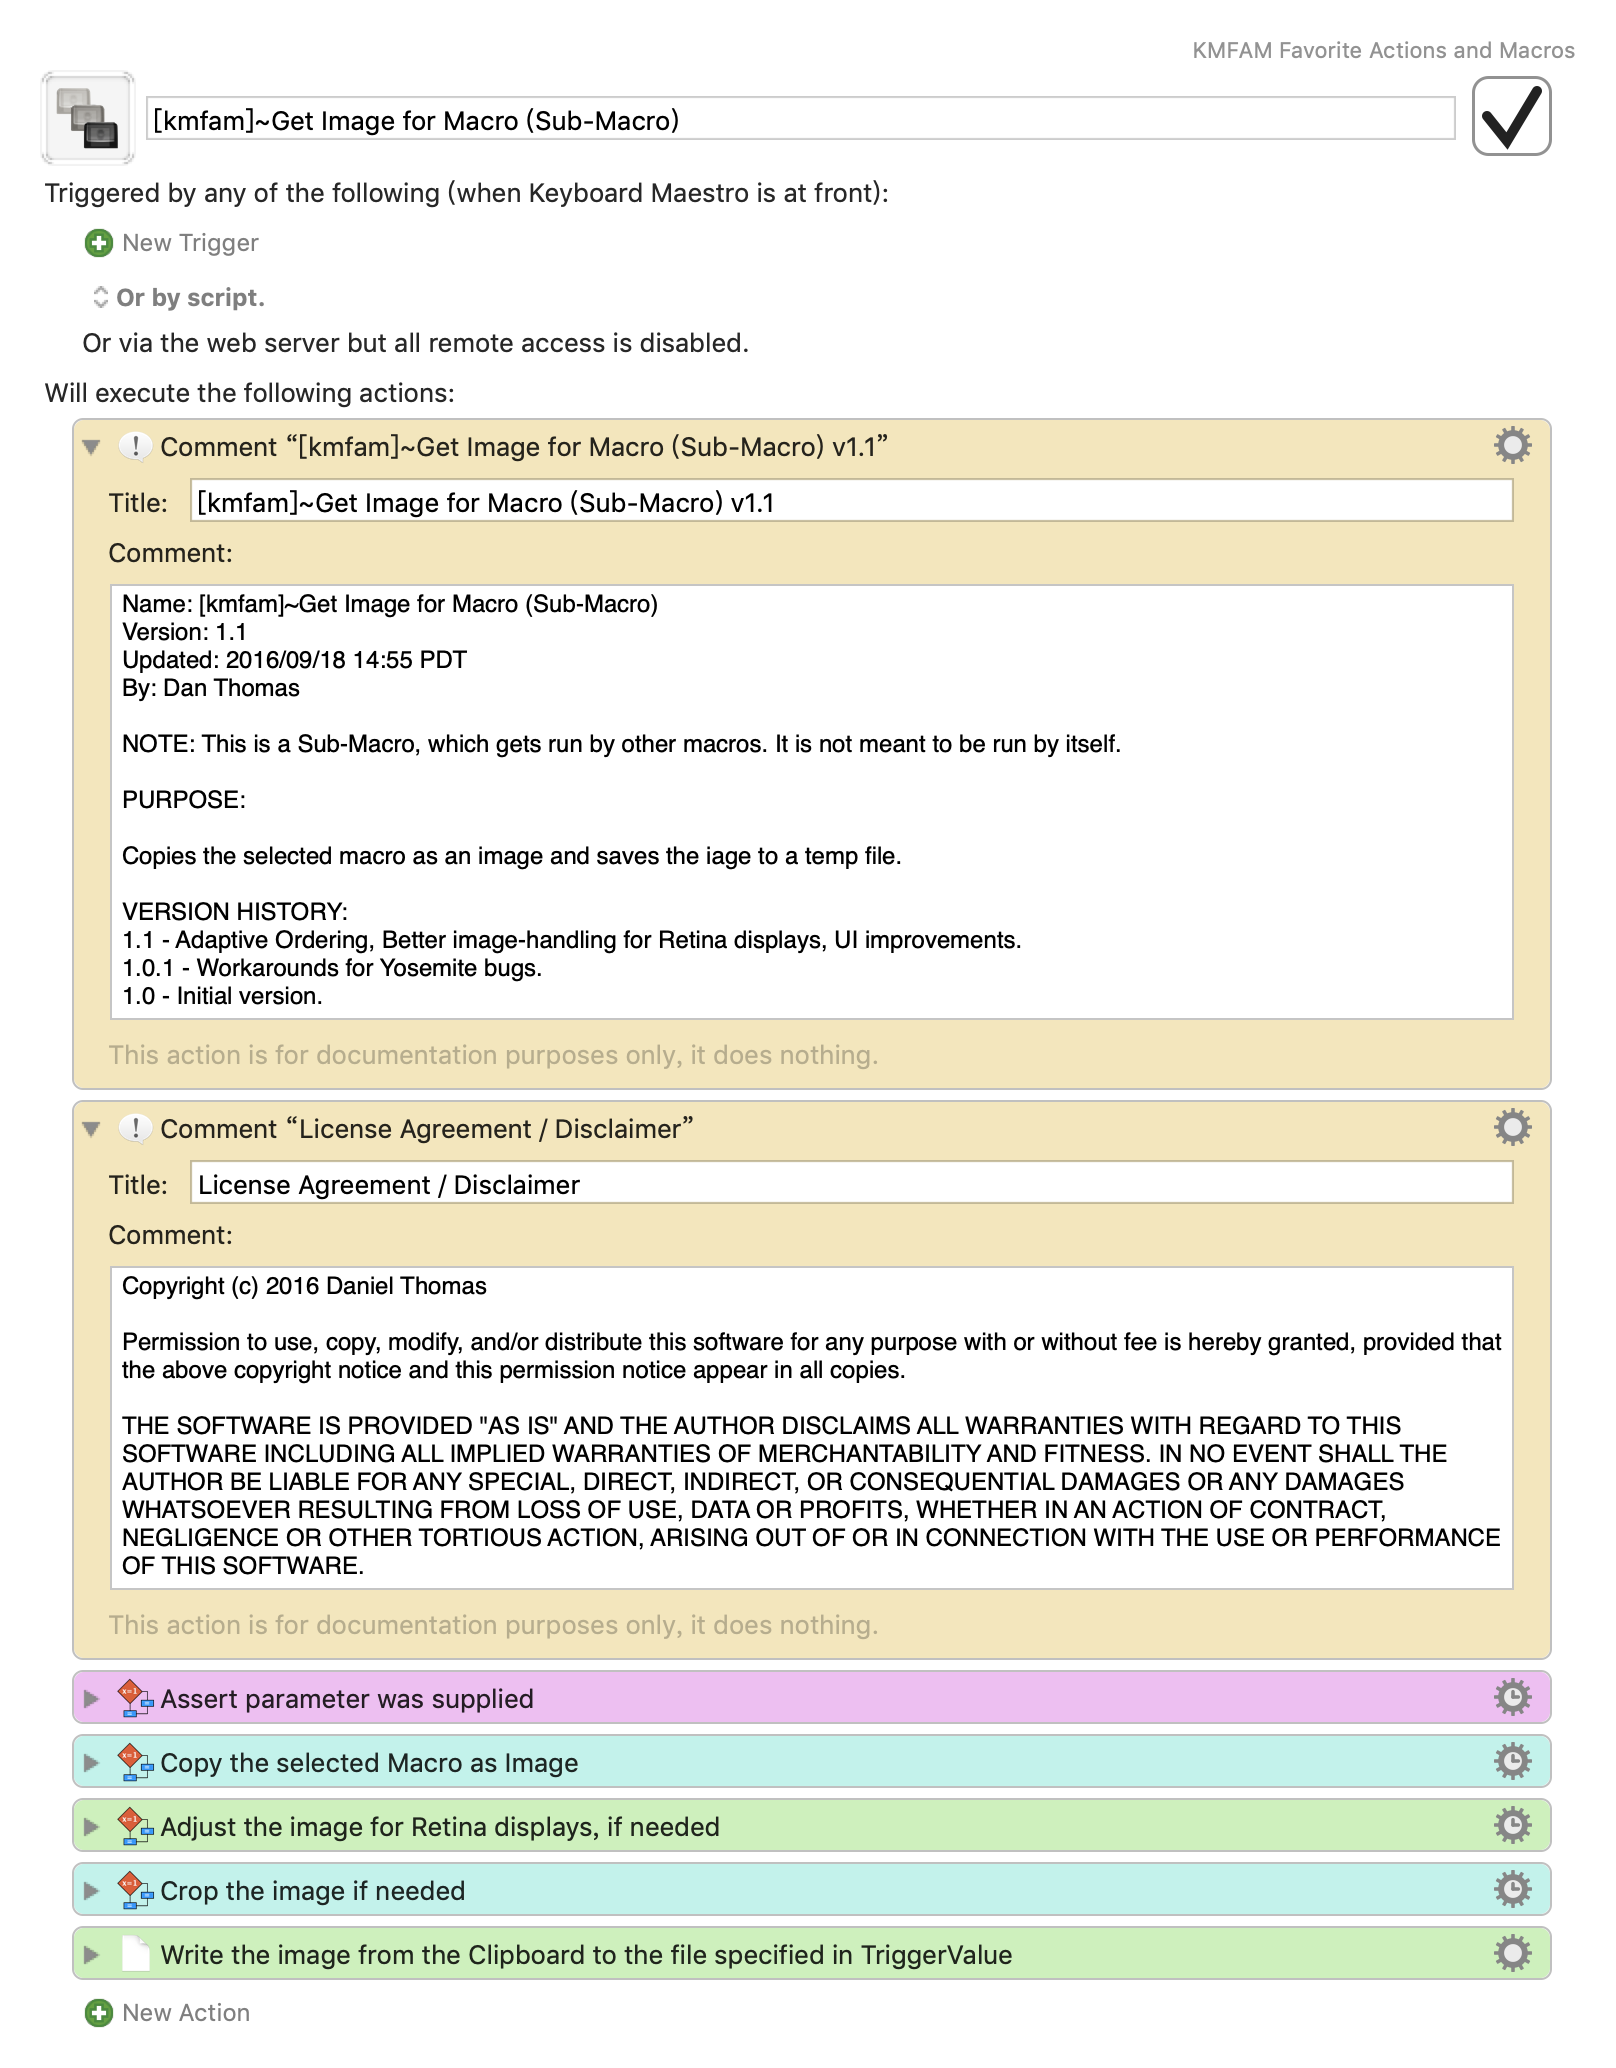 KMFAM Favorite Actions and Macros
[kmfam]~Get Image for Macro (Sub-Macro)
Triggered by any of the following (when Keyboard Maestro is at front):
New Trigger
Or by script.
Or via the web server but all remote access is disabled.
Will execute the following actions:
Comment “[kmfam]~Get Image for Macro (Sub-Macro) v1.1”
Title: [kmfam]~Get Image for Macro (Sub-Macro) v1.1
Comment:
Name: [kmfam]~Get Image for Macro (Sub-Macro)
Version: 1.1
Updated: 2016/09/18 14:55 PDT
By: Dan Thomas
NOTE: This is a Sub-Macro, which gets run by other macros. It is not meant to be run by itself.
PURPOSE:
Copies the selected macro as an image and saves the iage to a temp file.
VERSION HISTORY:
1.1 - Adaptive Ordering, Better image-handling for Retina displays, UI improvements.
1.0.1 - Workarounds for Yosemite bugs.
1.0 - Initial version.
This action is for documentation purposes only, it does nothing.
Comment “License Agreement / Disclaimer”
Title: License Agreement / Disclaimer
Comment:
Copyright (c) 2016 Daniel Thomas
Permission to use, copy, modify, and/or distribute this software for any purpose with or without fee is hereby granted, provided that
the above copyright notice and this permission notice appear in all copies.
THE SOFTWARE IS PROVIDED "AS IS" AND THE AUTHOR DISCLAIMS ALL WARRANTIES WITH REGARD TO THIS
SOFTWARE INCLUDING ALL IMPLIED WARRANTIES OF MERCHANTABILITY AND FITNESS. IN NO EVENT SHALL THE
AUTHOR BE LIABLE FOR ANY SPECIAL, DIRECT, INDIRECT, OR CONSEQUENTIAL DAMAGES OR ANY DAMAGES
WHATSOEVER RESULTING FROM LOSS OF USE, DATA OR PROFITS, WHETHER IN AN ACTION OF CONTRACT,
NEGLIGENCE OR OTHER TORTIOUS ACTION, ARISING OUT OF OR IN CONNECTION WITH THE USE OR PERFORMANCE
OF THIS SOFTWARE.
This action is for documentation purposes only, it does nothing.
Assert parameter was supplied
Copy the selected Macro as Image
Adjust the image for Retina displays, if needed
Crop the image if needed
Write the image from the Clipboard to the file specified in TriggerValue
New Action